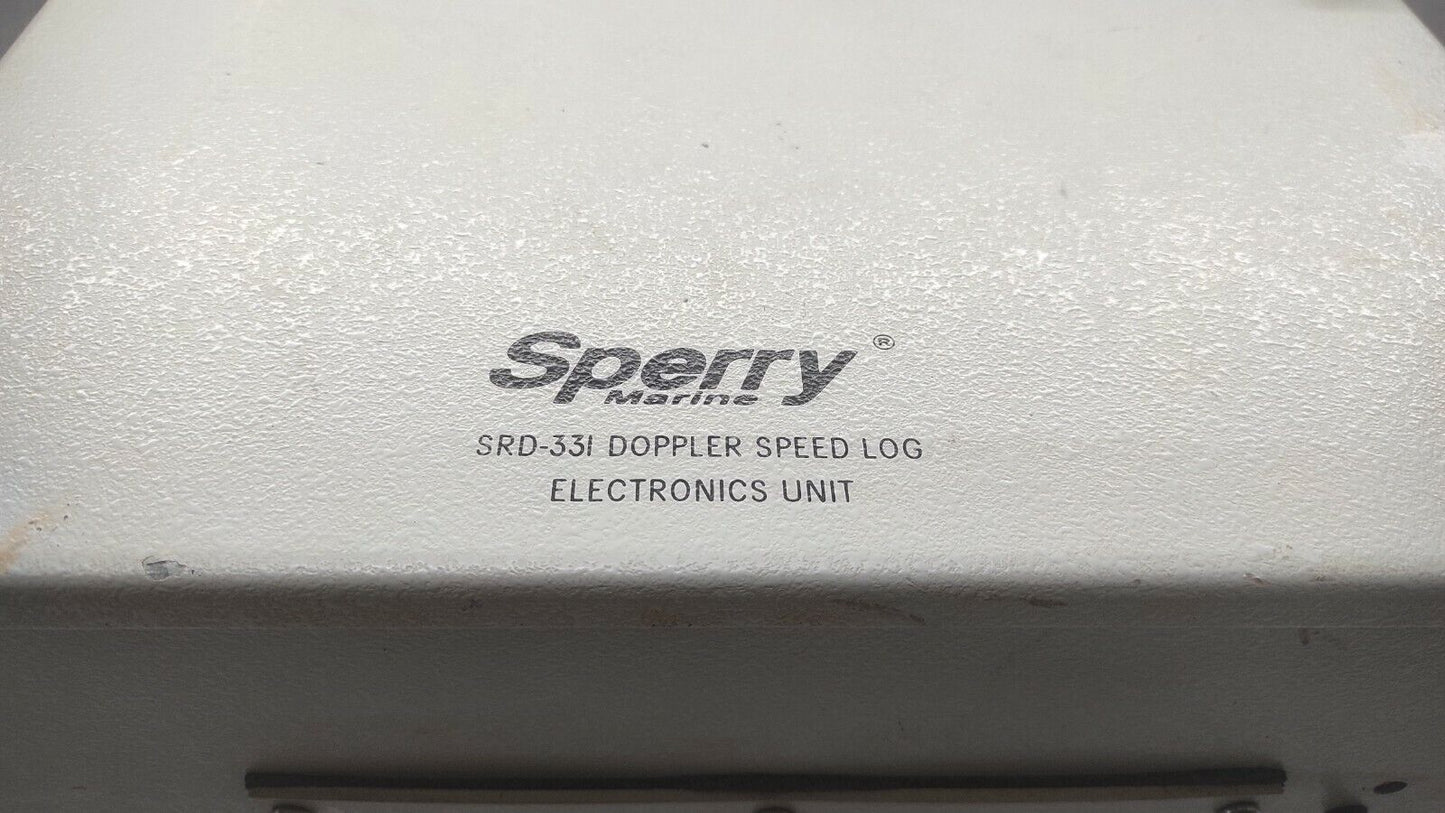 Sperry ®
Marine
SRD-331 DOPPLER SPEED LOG
ELECTRONICS UNIT